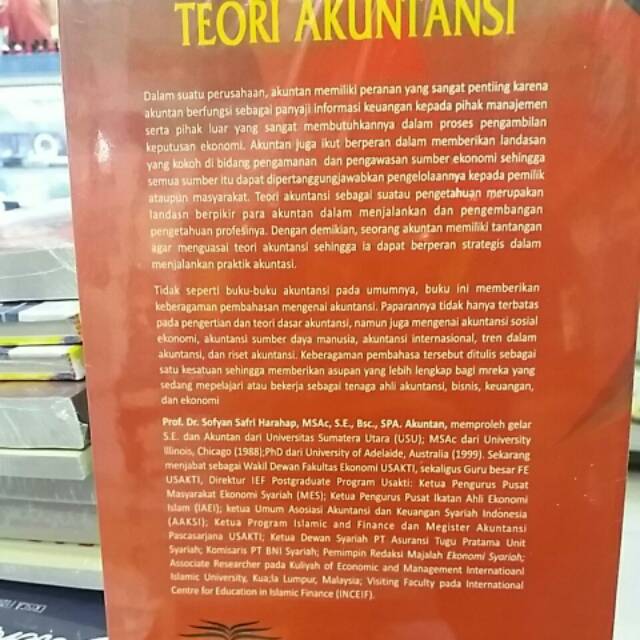 TEORI AKUNTANSI
Dalam suatu perusahaan, akuntan memiliki peranan yang sangat pentiing karena
akuntan berfungsi sebagai panyaji informasi keuangan kepada pihak manajemen
serta pihak luar yang sangat membutuhkannya dalam proses pengambilan
keputusan ekonomi. Akuntan juga ikut berperan dalam memberikan landasan
yang kokoh di bidang pengamanan dan pengawasan sumber ekonomi sehingga
semua sumber itu dapat dipertanggungjawabkan pengelolaannya kepada pemilik
ataupun masyarakat. Teori akuntansi sebagai suatau pengetahuan merupakan
landasn berpikir para akuntan dalam menjalankan dan pengembangan
pengetahuan profesinya. Dengan demikian, seorang akuntan memiliki tantangan
agar menguasai teori akuntansi sehingga ia dapat berperan strategis dalam
menjalankan praktik akuntasi.
Tidak seperti buku-buku akuntansi pada umumnya, buku ini memberikan
keberagaman pembahasan mengenai akuntansi. Paparannya tidak hanya terbatas
pada pengertian dan teori dasar akuntansi, namun juga mengenai akuntansi sosial
ekonomi, akuntansi sumber daya manusia, akuntansi internasional, tren dalam
akuntansi, dan riset akuntansi. Keberagaman pembahasa tersebut ditulis sebagai
satu kesatuan sehingga memberikan asupan yang lebih lengkap bagi mreka yang
sedang mepelajari atau bekerja sebagai tenaga ahli akuntansi, bisnis, keuangan,
dan ekonomi
Prof. Dr. Sofyan Safri Harahap, MSAc, S.E., Bsc., SPA. Akuntan, memproleh gelar
S.E. dan Akuntan dari Universitas Sumatera Utara (USU); MSAc dari University
Illinois, Chicago (1988);PhD dari University of Adelaide, Australia (1999). Sekarang
menjabat sebagai Wakil Dewan Fakultas Ekonomi USAKTI, sekaligus Guru besar FE
USAKTI, Direktur IEF Postgraduate Program Usakti: Ketua Pengurus Pusat
Masyarakat Ekonomi Syariah (MES); Ketua Pengurus Pusat Ikatan Ahli Ekonomi
Islam (IAEI); ketua Umum Asosiasi Akuntansi dan Keuangan Syariah Indonesia
(AAKSI); Ketua Program Islamic and Finance dan Megister Akuntansi
Pascasarjana USAKTI; Ketua Dewan Syariah PT Asuransi Tugu Pratama Unit
Syariah; Komisaris PT BNI Syariah; Pemimpin Redaksi Majalah Ekonomi Syariah;
Associate Researcher pada Kuliyah of Economic and Management Internatioanl
Islamic University, Kua;la Lumpur, Malaysia; Visiting Faculty pada International
Centre for Education in Islamic Finance (INCEIF).